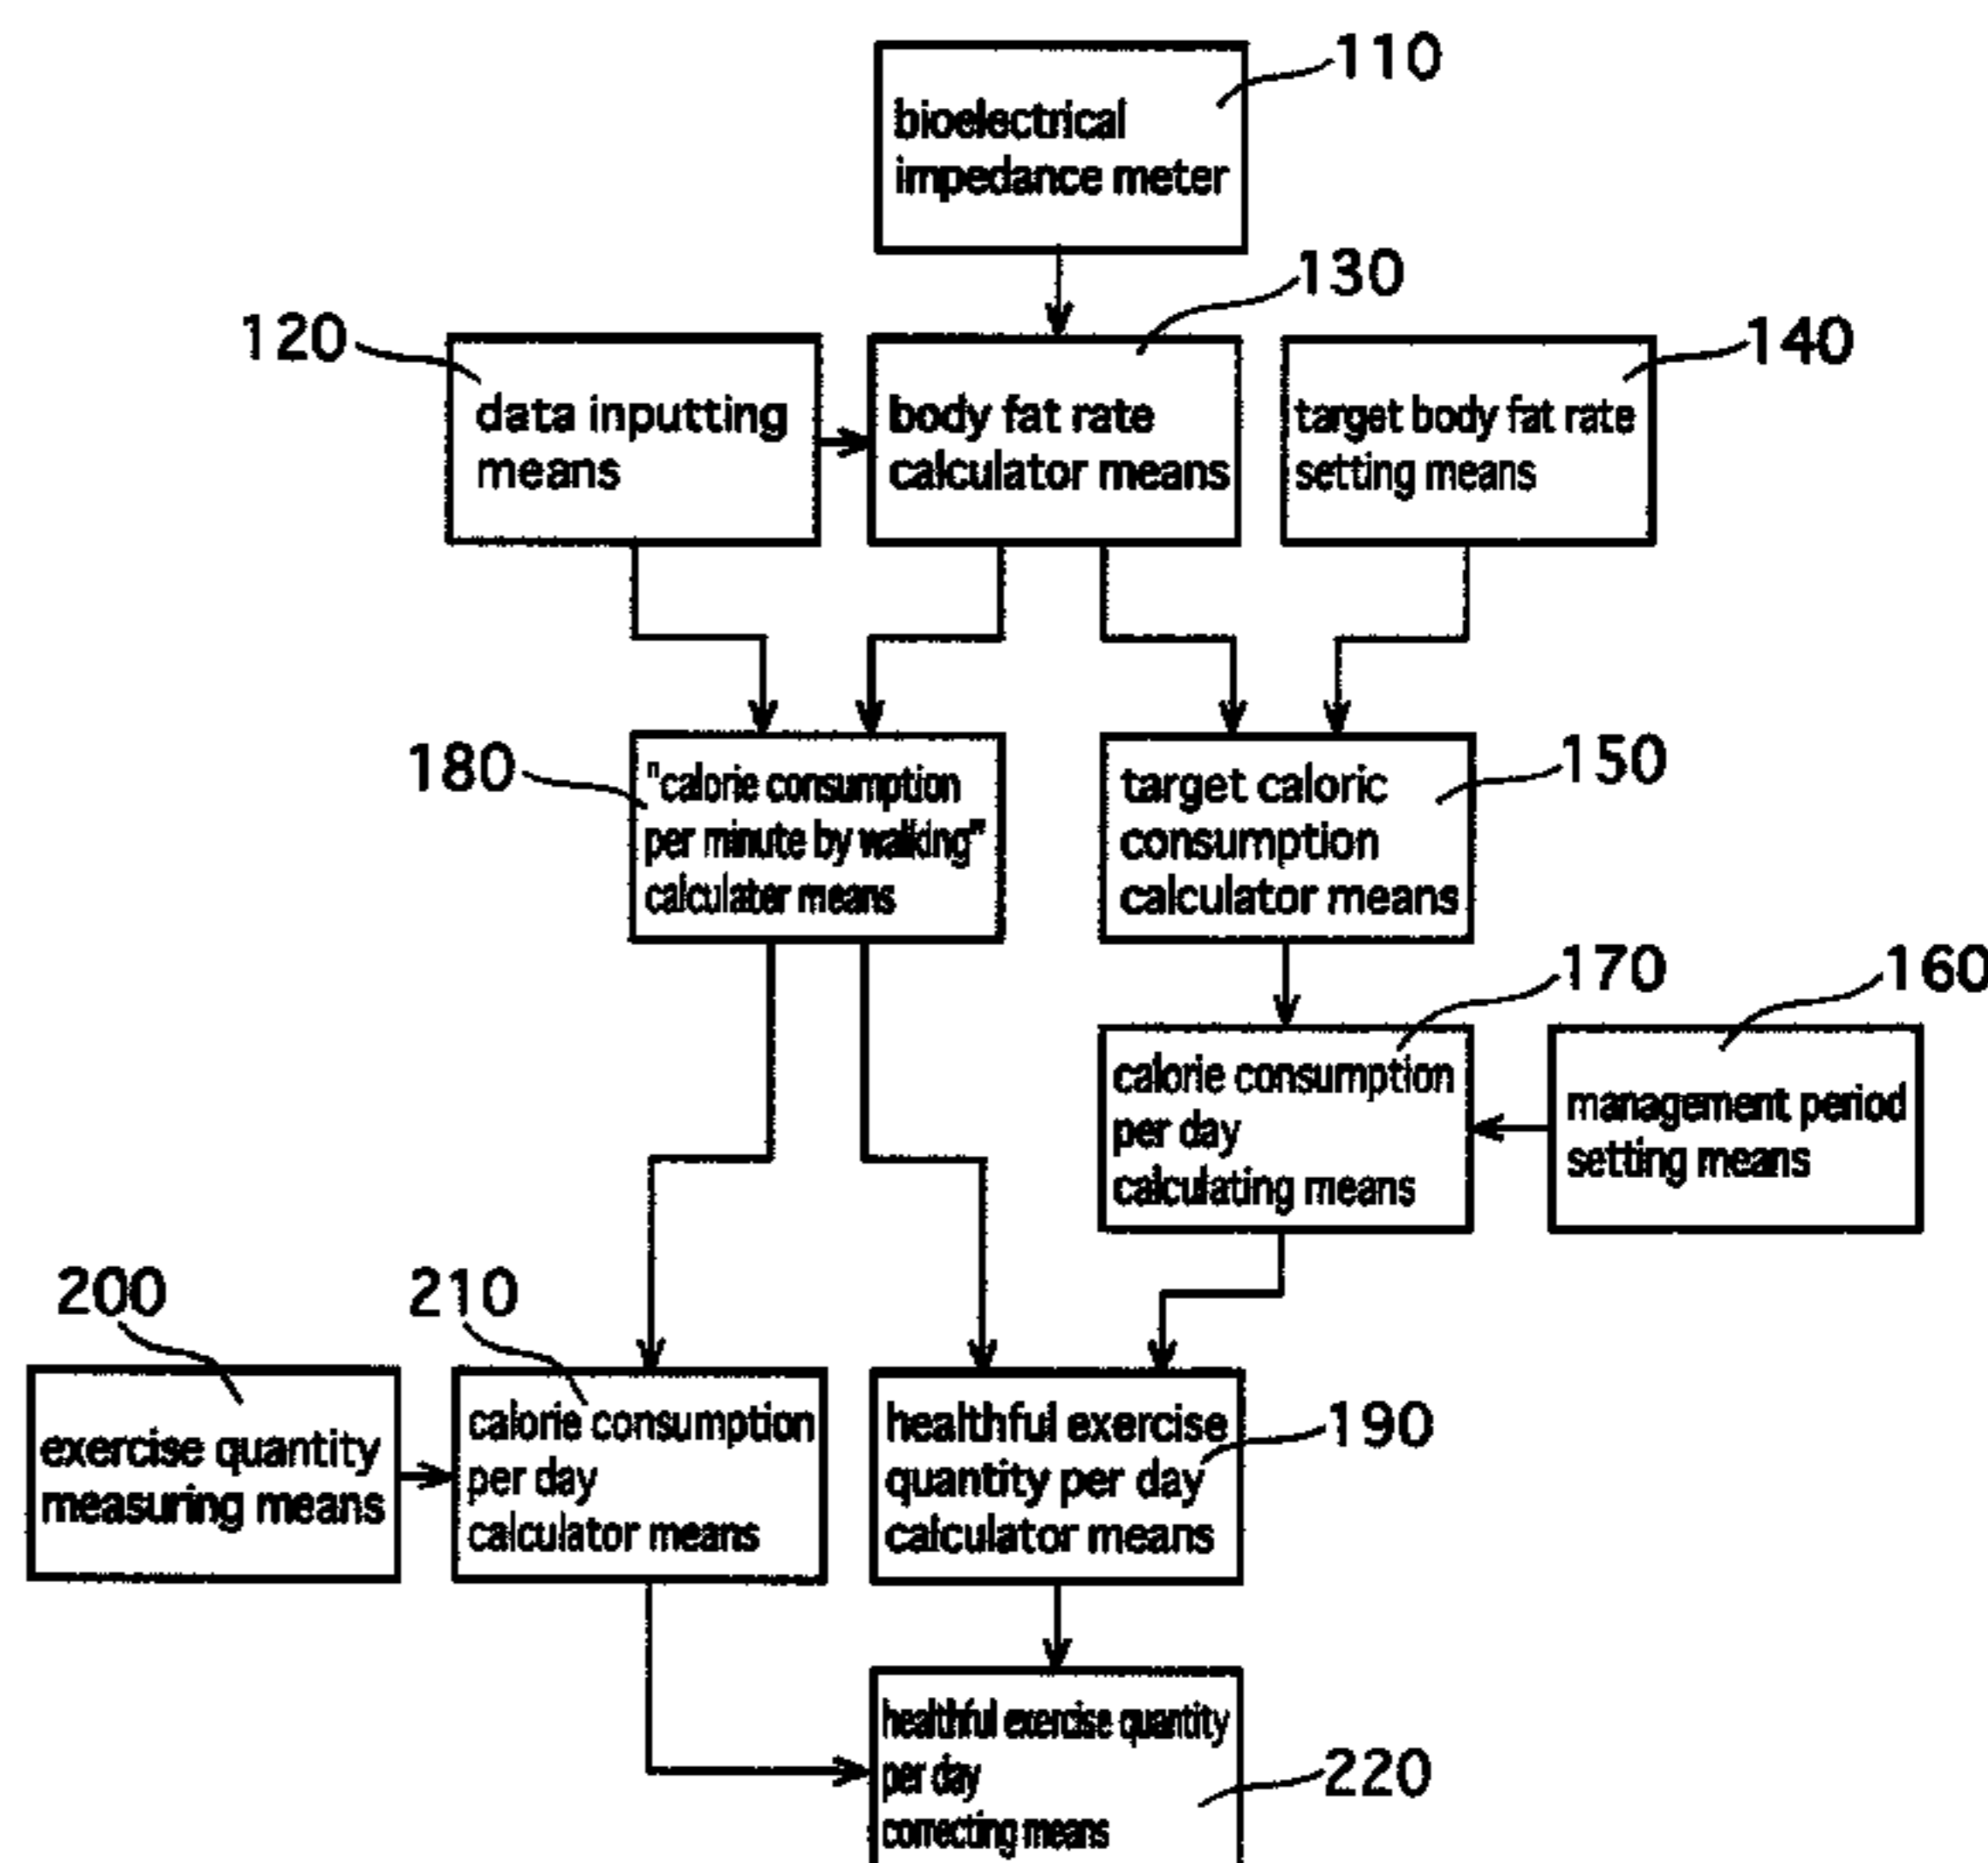 110
bioelectrical
impedance meter
130
120
140
data inputting
means
body fat rate
calculator means
target body fat rate
setting means
180
"calorie consumption
per minute by walking"
calculater means
150
target caloric
consumption
calculator means
170
160
calorie consumption
per day
calculating means
management period
setting means
200
210
exercise quantity
measuring means
calorie consumption
per day
calculator means
190
healthful exercise
quantity per day
calculator means
healthful exercise quantity
per day
correcting means
220